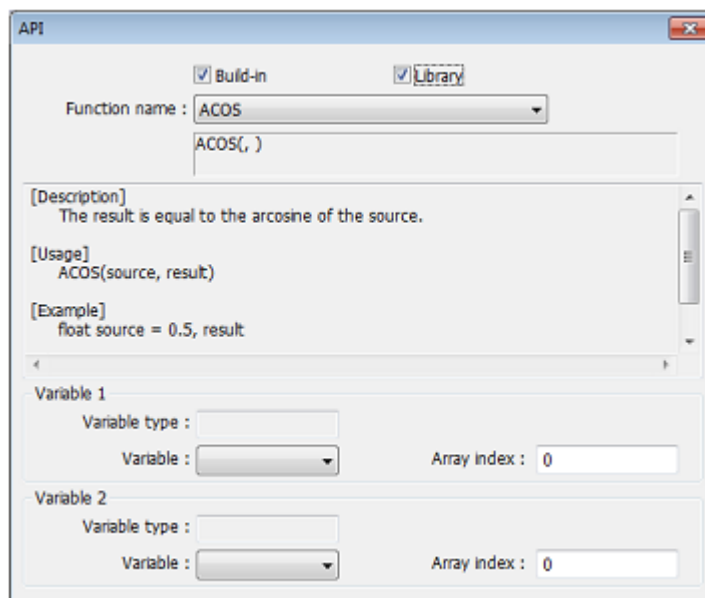 API
Build-in Library
Function name : ACOS
ACOS(, )
[Description]
The result is equal to the arcosine of the source.
[Usage]
ACOS(source, result)
[Example]
float source = 0.5, result
Variable 1
Variable type :
Variable : Array index : 0
Variable 2
Variable type :
Variable : Array index : 0